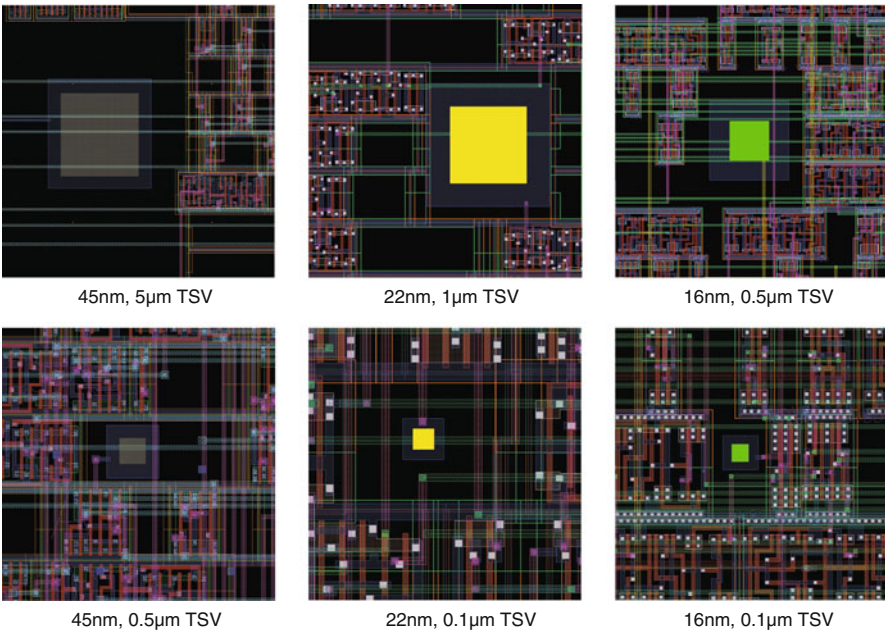 45nm, 5µm TSV
22nm, 1µm TSV
16nm, 0.5µm TSV
45nm, 0.5µm TSV
22nm, 0.1µm TSV
16nm, 0.1µm TSV